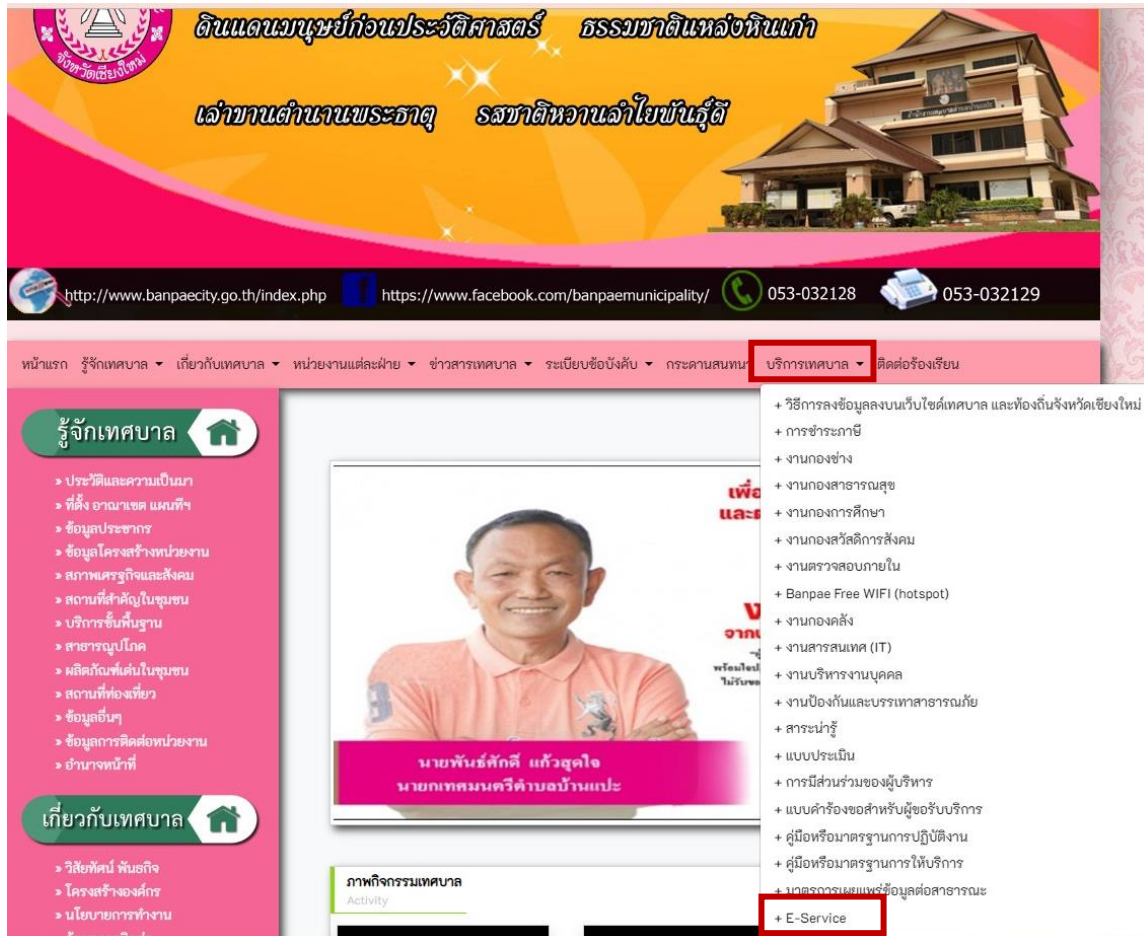 จังหวัดเชียงใหม่
ดินแดนมนุษย์ก่อนประวัติศาสตร์ ธรรมชาติแหล่งหินเก่า
เล่าขานตำนานพระธาตุ รสชาติหวานลำไยพันธุ์ดี
http://www.banpaecity.go.th/index.php https://www.facebook.com/banpaemunicipality/ 053-032128 053-032129
หน้าแรก รู้จักเทศบาล เกี่ยวกับเทศบาล หน่วยงานแต่ละฝ่าย ข่าวสารเทศบาล ระเบียบข้อบังคับ กระดานสนทนา บริการเทศบาล ติดต่อร้องเรียน
รู้จักเทศบาล
» ประวัติและความเป็นมา
» ที่ตั้ง อาณาเขต แผนที่ฯ
» ข้อมูลประชากร
» ข้อมูลโครงสร้างหน่วยงาน
» สภาพเศรฐกิจและสังคม
» สถานที่สำคัญในชุมชน
» บริการขั้นพื้นฐาน
» สาธารณูปโภค
» ผลิตภัณฑ์เด่นในชุมชน
» สถานที่ท่องเที่ยว
» ข้อมูลอื่นๆ
» ข้อมูลการติดต่อหน่วยงาน
» อำนาจหน้าที่
เกี่ยวกับเทศบาล
» วิสัยทัศน์ พันธกิจ
» โครงสร้างองค์กร
» นโยบายการทำงาน
นายพันธ์ศักดิ์ แก้วสุดใจ
นายกเทศมนตรีตำบลบ้านแปะ
ภาพกิจกรรมเทศบาล
Activity
+ วิธีการลงข้อมูลลงบนเว็บไซต์เทศบาล และท้องถิ่นจังหวัดเชียงใหม่
+ การชำระภาษี
+ งานกองช่าง
+ งานกองสาธารณสุข
+ งานกองการศึกษา
+ งานกองสวัสดิการสังคม
+ งานตรวจสอบภายใน
+ Banpae Free WIFI (hotspot)
+ งานกองคลัง
+ งานสารสนเทศ (IT)
+ งานบริหารงานบุคคล
+ งานป้องกันและบรรเทาสาธารณภัย
+ สาระน่ารู้
+ แบบประเมิน
+ การมีส่วนร่วมของผู้บริหาร
+ แบบคำร้องขอสำหรับผู้ขอรับบริการ
+ คู่มือหรือมาตรฐานการปฏิบัติงาน
+ คู่มือหรือมาตรฐานการให้บริการ
+ มาตรการเผยแพร่ข้อมูลต่อสาธารณะ
+ E-Service